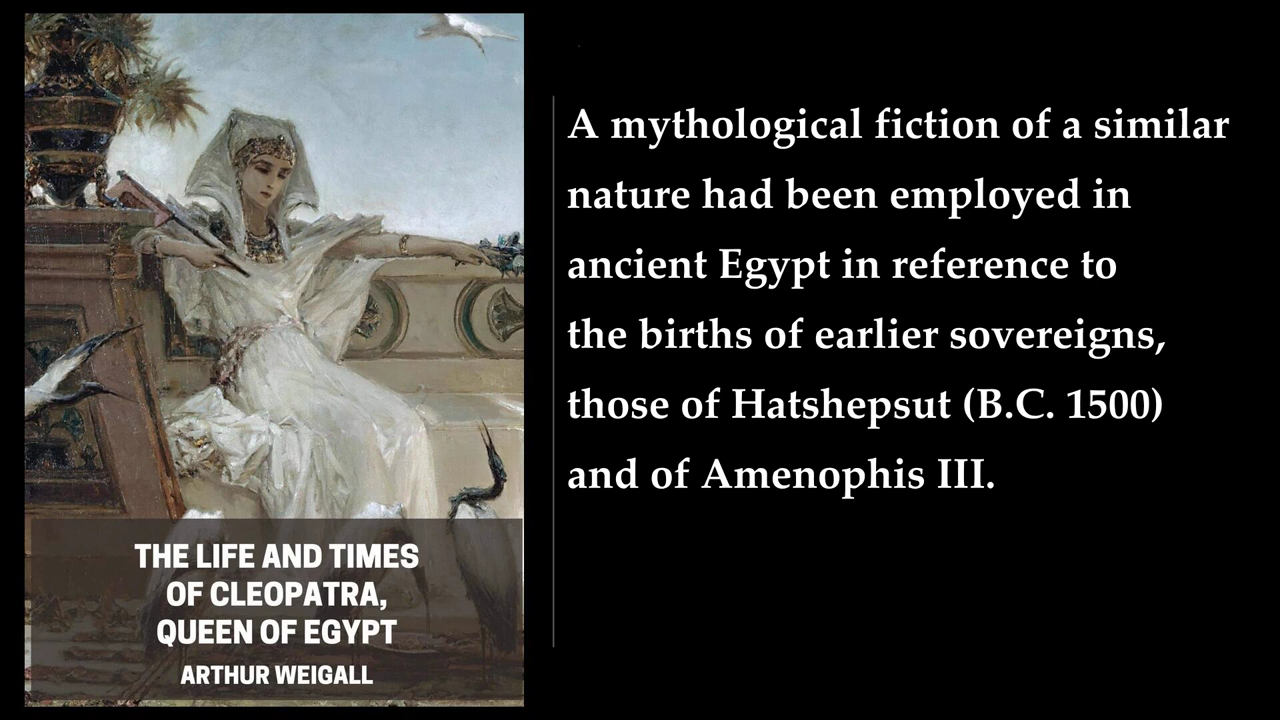 A mythological fiction of a similar
nature had been employed in
ancient Egypt in reference to
the births of earlier sovereigns,
those of Hatshepsut (B.C. 1500)
and of Amenophis III.
THE LIFE AND TIMES
OF CLEOPATRA,
QUEEN OF EGYPT
ARTHUR WEIGALL